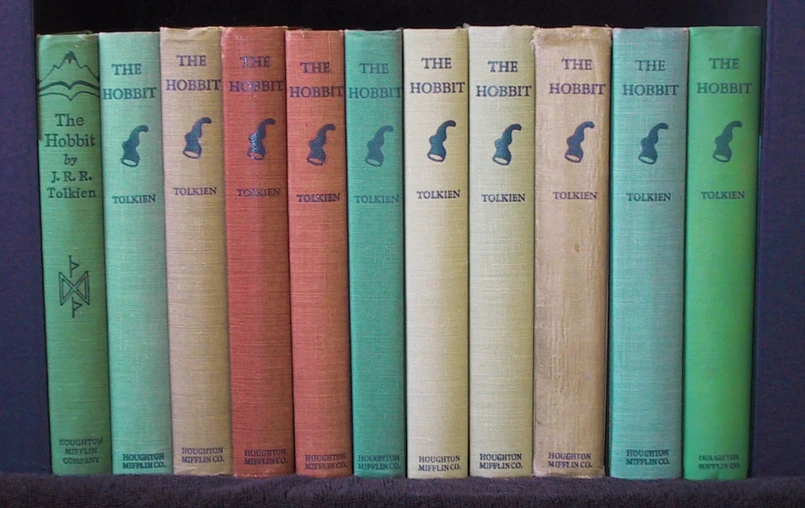 The
Hobbit
by
J. R. R.
Tolkien
HOUGHTON
MIFFLIN
COMPANY
THE
HOBBIT
TOLKIEN
HOUGHTON
MIFFLIN CO.
THE
HOBBIT
TOLKIEN
HOUGHTON
MIFFLIN CO.
THE
HOBBIT
TOLKIEN
HOUGHTON
MIFFLIN CO.
THE
HOBBIT
TOLKIEN
HOUGHTON
MIFFLIN CO.
THE
HOBBIT
TOLKIEN
HOUGHTON
MIFFLIN CO.
THE
HOBBIT
TOLKIEN
HOUGHTON
MIFFLIN CO.
THE
HOBBIT
TOLKIEN
HOUGHTON
MIFFLIN CO.
THE
HOBBIT
TOLKIEN
HOUGHTON
MIFFLIN CO.
THE
HOBBIT
TOLKIEN
HOUGHTON
MIFFLIN CO.
THE
HOBBIT
TOLKIEN
HOUGHTON
MIFFLIN CO.